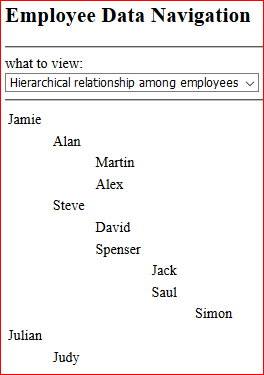 Employee Data Navigation
what to view:
Hierarchical relationship among employees
Jamie
Alan
Martin
Alex
Steve
David
Spenser
Jack
Saul
Simon
Julian
Judy